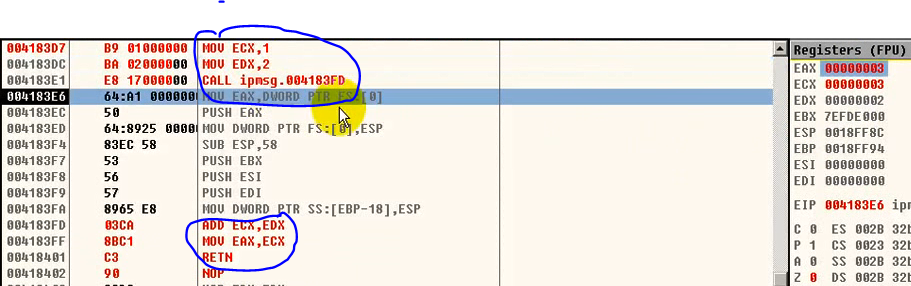 004183D7 B9 01000000 MOV ECX,1
004183DC BA 02000000 MOV EDX,2
004183E1 E8 17000000 CALL ipmsg.004183FD
004183E6 64:A1 0000000 MOV EAX,DWORD PTR FS:[0]
004183EC 50 PUSH EAX
004183ED 64:8925 00000 MOV DWORD PTR FS:[0],ESP
004183F4 83EC 58 SUB ESP,58
004183F7 53 PUSH EBX
004183F8 56 PUSH ESI
004183F9 57 PUSH EDI
004183FA 8965 E8 MOV DWORD PTR SS:[EBP-18],ESP
004183FD 03CA ADD ECX,EDX
004183FF 8BC1 MOV EAX,ECX
00418401 C3 RETN
00418402 90 NOP
Registers (FPU)
EAX 00000003
ECX 00000003
EDX 00000002
EBX 7EFDE000
ESP 0018FF8C
EBP 0018FF94
ESI 00000000
EDI 00000000
EIP 004183E6 ipm
C 0 ES 002B 32b
P 1 CS 0023 32b
A 0 SS 002B 32b
Z 0 DS 002B 32b